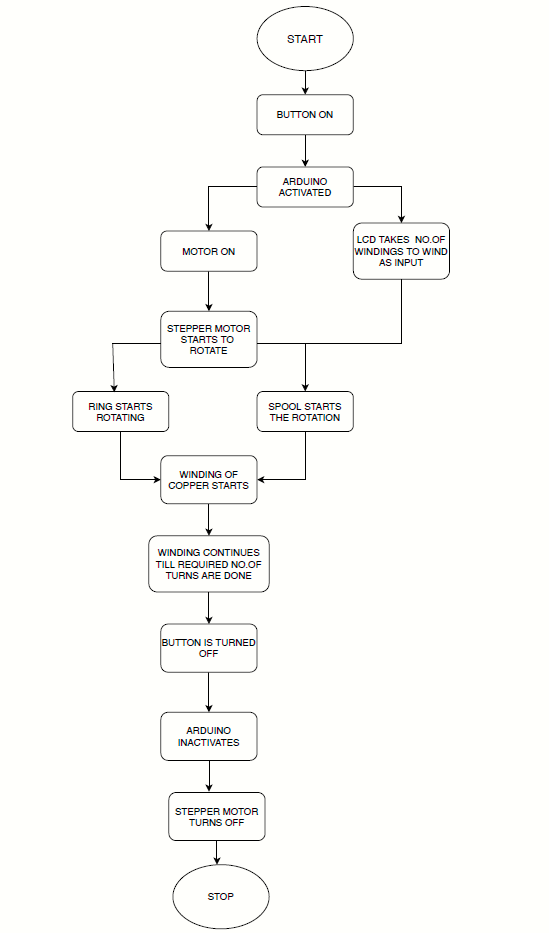 START
BUTTON ON
ARDUINO
ACTIVATED
MOTOR ON
LCD TAKES NO.OF
WINDINGS TO WIND
AS INPUT
STEPPER MOTOR
STARTS TO
ROTATE
RING STARTS
ROTATING
SPOOL STARTS
THE ROTATION
WINDING OF
COPPER STARTS
WINDING CONTINUES
TILL REQUIRED NO.OF
TURNS ARE DONE
BUTTON IS TURNED
OFF
ARDUINO
INACTIVATES
STEPPER MOTOR
TURNS OFF
STOP